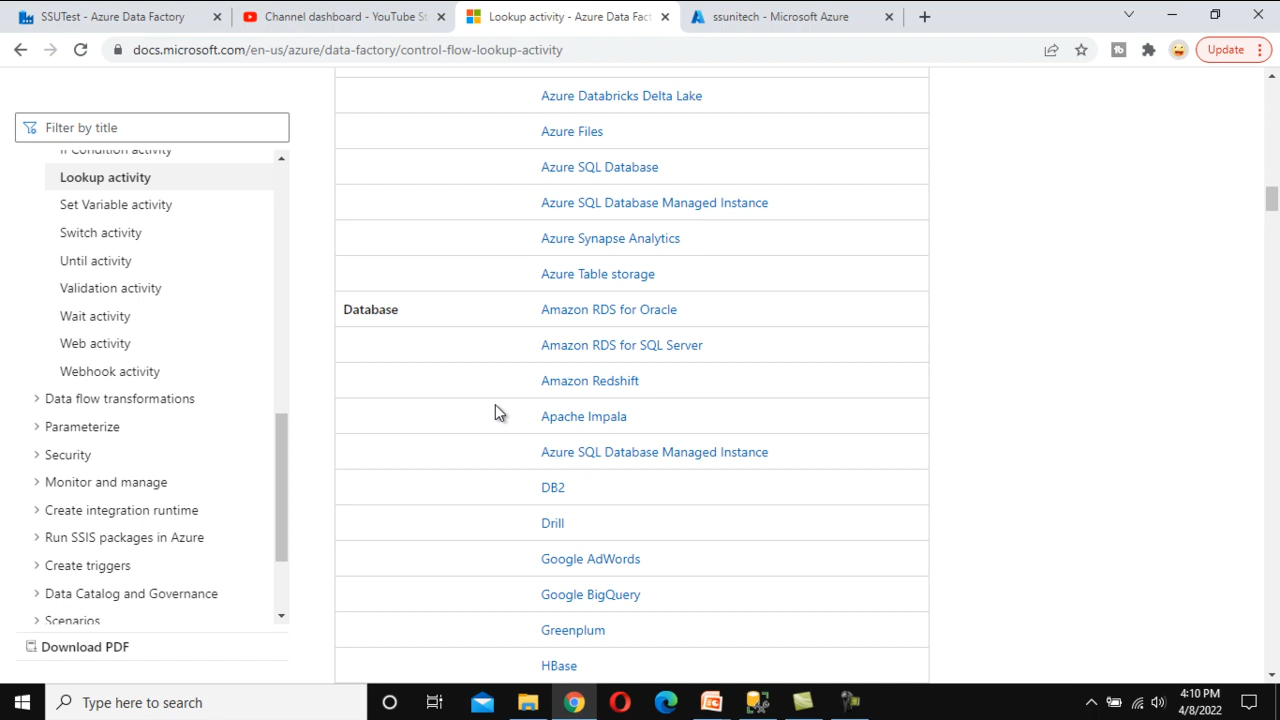 SSUTest - Azure Data Factory
Channel dashboard - YouTube St
Lookup activity - Azure Data Fact
ssunitech - Microsoft Azure
docs.microsoft.com/en-us/azure/data-factory/control-flow-lookup-activity
Update
Filter by title
If Condition activity
Lookup activity
Set Variable activity
Switch activity
Until activity
Validation activity
Wait activity
Web activity
Webhook activity
Data flow transformations
Parameterize
Security
Monitor and manage
Create integration runtime
Run SSIS packages in Azure
Create triggers
Data Catalog and Governance
Scenarios
Download PDF
Azure Databricks Delta Lake
Azure Files
Azure SQL Database
Azure SQL Database Managed Instance
Azure Synapse Analytics
Azure Table storage
Database
Amazon RDS for Oracle
Amazon RDS for SQL Server
Amazon Redshift
Apache Impala
Azure SQL Database Managed Instance
DB2
Drill
Google AdWords
Google BigQuery
Greenplum
HBase
Type here to search
4:10 PM
4/8/2022